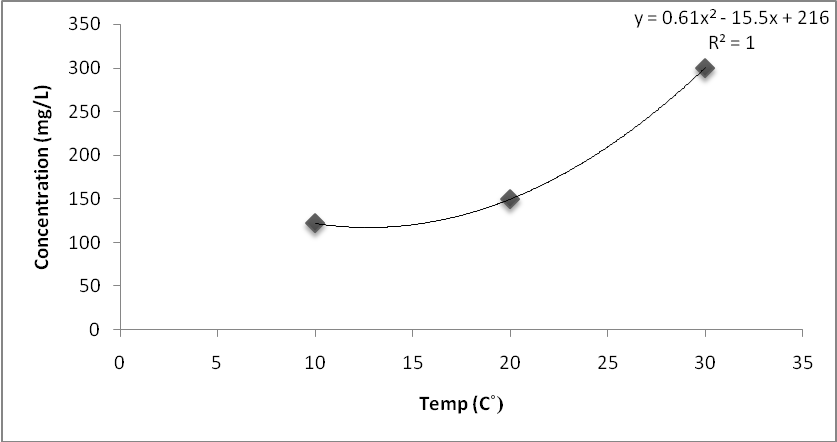 y = 0.61x² - 15.5x + 216
R² = 1
350
300
250
200
150
100
50
0
0 5 10 15 20 25 30 35
Concentration (mg/L)
Temp (C°)